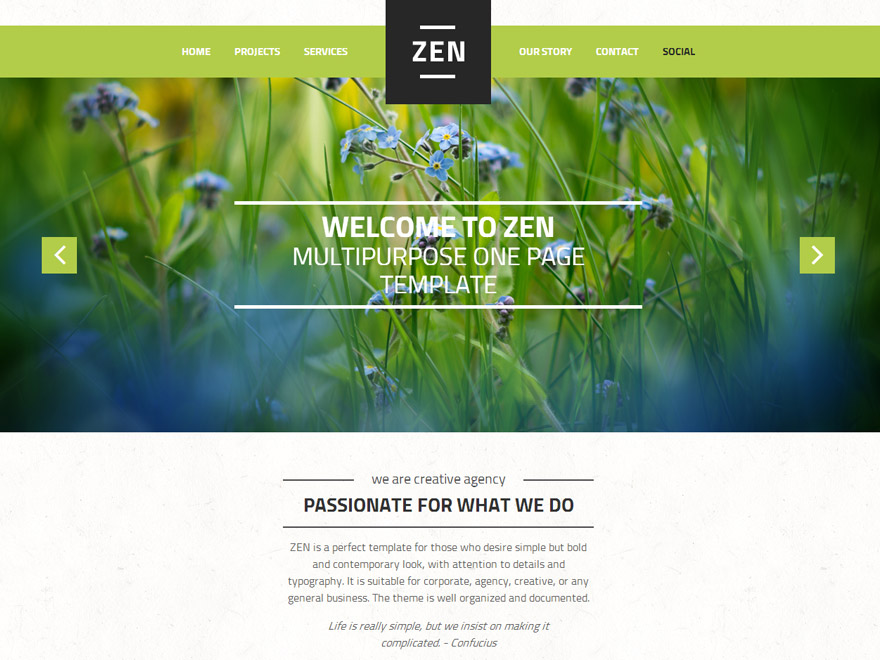 HOME PROJECTS SERVICES ZEN OUR STORY CONTACT SOCIAL
WELCOME TO ZEN
MULTIPURPOSE ONE PAGE
TEMPLATE
we are creative agency
PASSIONATE FOR WHAT WE DO
ZEN is a perfect template for those who desire simple but bold
and contemporary look, with attention to details and
typography. It is suitable for corporate, agency, creative, or any
general business. The theme is well organized and documented.
Life is really simple, but we insist on making it
complicated. - Confucius